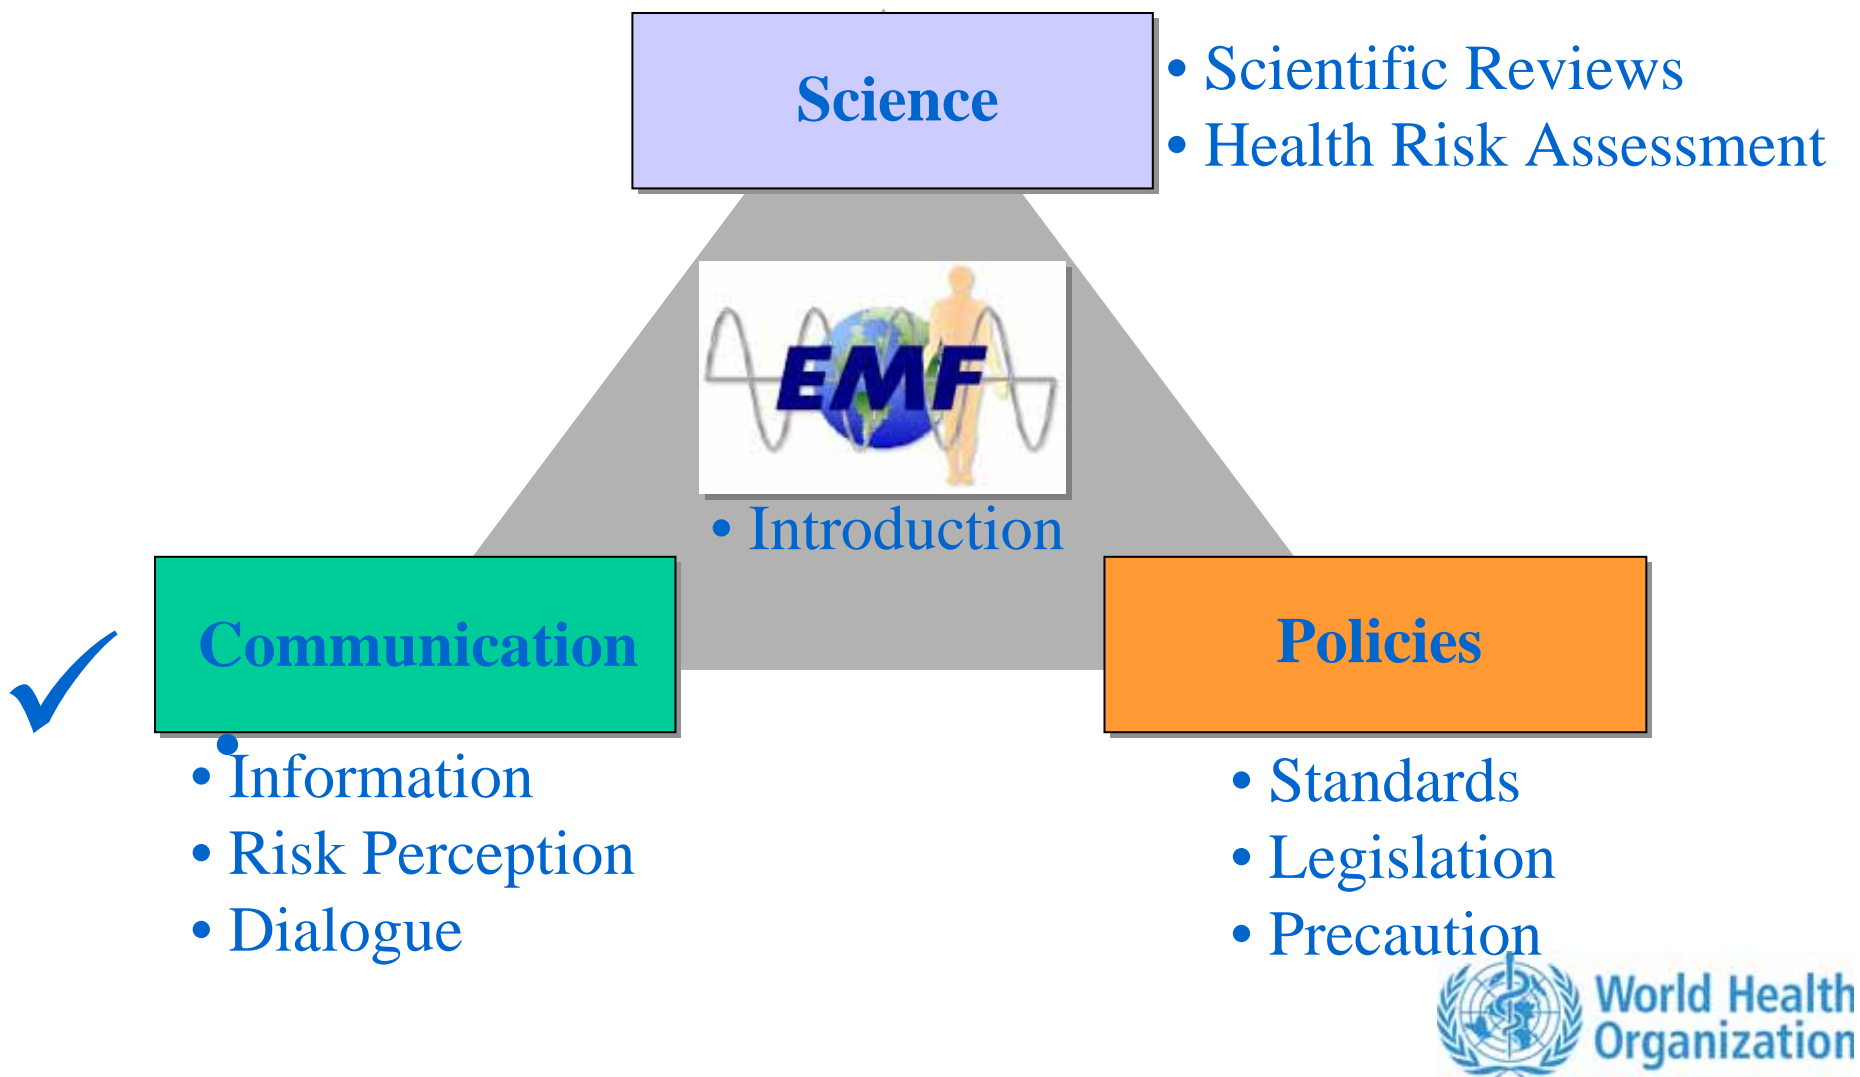 Science
• Scientific Reviews
• Health Risk Assessment
EMF
• Introduction
Communication
• Information
• Risk Perception
• Dialogue
Policies
• Standards
• Legislation
• Precaution
World Health
Organization